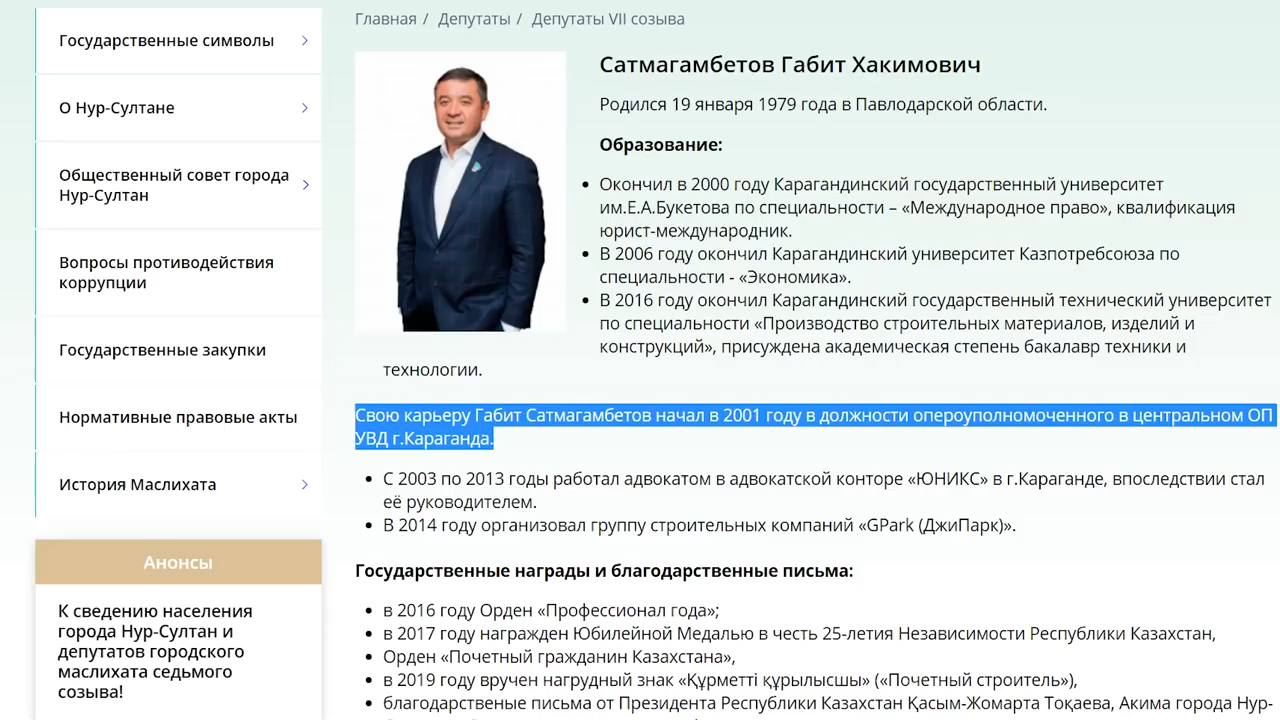 Государственные символы
О Нур-Султане
Общественный совет города
Нур-Султан
Вопросы противодействия
коррупции
Государственные закупки
Нормативные правовые акты
История Маслихата
Анонсы
К сведению населения
города Нур-Султан и
депутатов городского
маслихата седьмого
созыва!
Главная / Депутаты / Депутаты VII созыва
Сатмагамбетов Габит Хакимович
Родился 19 января 1979 года в Павлодарской области.
Образование:
Окончил в 2000 году Карагандинский государственный университет
им.Е.А.Букетова по специальности – «Международное право», квалификация
юрист-международник.
В 2006 году окончил Карагандинский университет Казпотребсоюза по
специальности - «Экономика».
В 2016 году окончил Карагандинский государственный технический университет
по специальности «Производство строительных материалов, изделий и
конструкций», присуждена академическая степень бакалавр техники и
технологии.
Свою карьеру Габит Сатмагамбетов начал в 2001 году в должности опероуполномоченного в центральном ОП
УВД г.Караганда.
С 2003 по 2013 годы работал адвокатом в адвокатской конторе «ЮНИКС» в г.Караганде, впоследствии стал
её руководителем.
В 2014 году организовал группу строительных компаний «GPark (ДжиПарк)».
Государственные награды и благодарственные письма:
в 2016 году Орден «Профессионал года»;
в 2017 году награжден Юбилейной Медалью в честь 25-летия Независимости Республики Казахстан,
Орден «Почетный гражданин Казахстана»,
в 2019 году вручен нагрудный знак «Құрметті құрылысшы» («Почетный строитель»),
благодарственые письма от Президента Республики Казахстан Қасым-Жомарта Тоқаева, Акима города Нур-